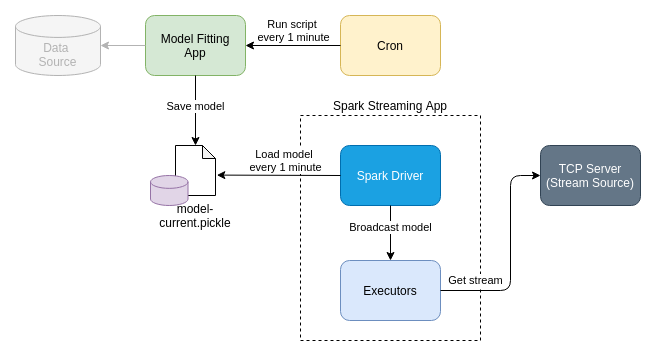 Data
Source
Model Fitting
App
Run script
every 1 minute
Cron
Save model
Spark Streaming App
Load model
every 1 minute
Spark Driver
TCP Server
(Stream Source)
model-
current.pickle
Broadcast model
Executors
Get stream